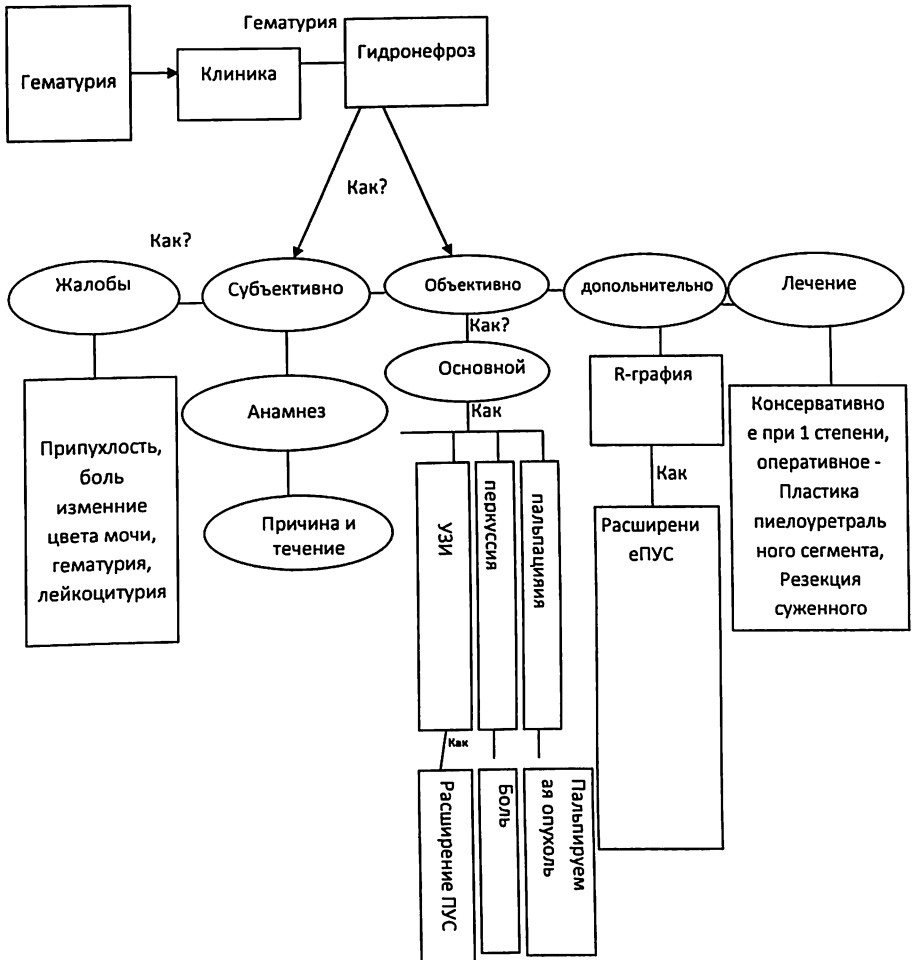 Гематурия
Гематурия
Клиника
Гидронефроз
Как?
Как?
Жалобы
Субъективно
Объективно
допольнительно
Лечение
Как?
Основной
R-графия
Анамнез
Как
Припухлость,
боль
изменние
цвета мочи,
гематурия,
лейкоцитурия
Причина и
течение
УЗИ
перкуссия
пальпацияия
Как
Расширени
еПУС
Консервативно
е при 1 степени,
оперативное -
Пластика
пиелоуретраль
ного сегмента,
Резекция
суженного
Как
Расширение ПУС
Боль
Пальпируем
ая опухоль